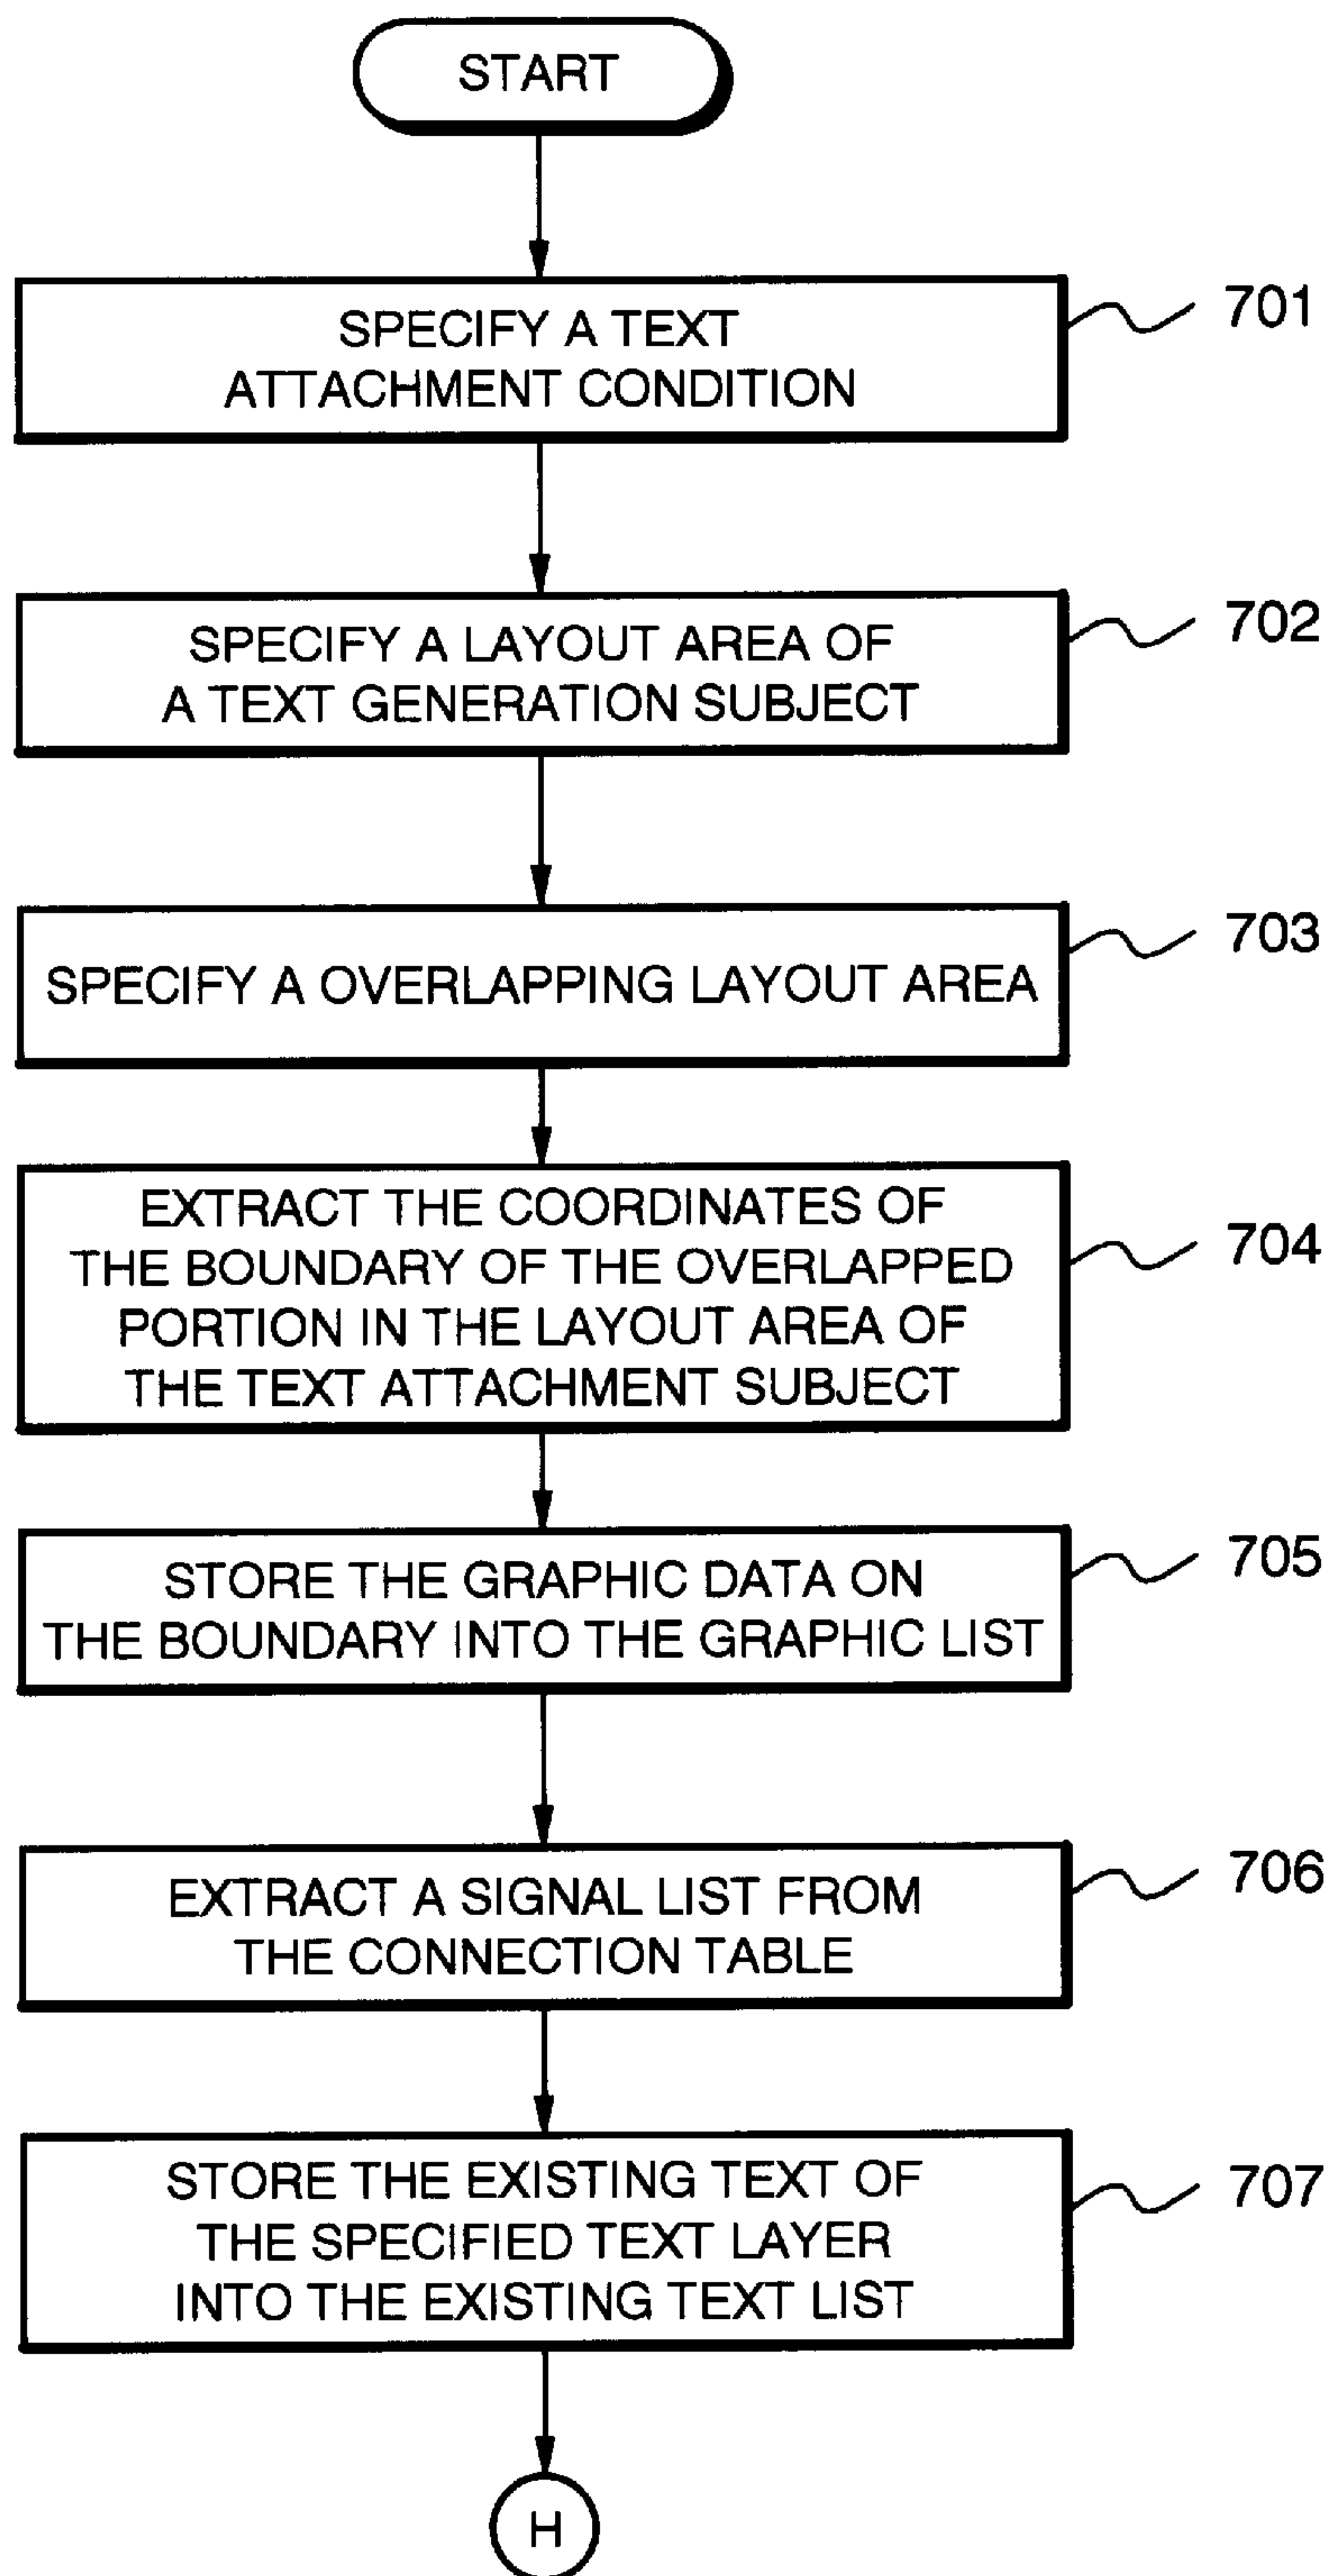 START
SPECIFY A TEXT
ATTACHMENT CONDITION
701
SPECIFY A LAYOUT AREA OF
A TEXT GENERATION SUBJECT
702
SPECIFY A OVERLAPPING LAYOUT AREA
703
EXTRACT THE COORDINATES OF
THE BOUNDARY OF THE OVERLAPPED
PORTION IN THE LAYOUT AREA OF
THE TEXT ATTACHMENT SUBJECT
704
STORE THE GRAPHIC DATA ON
THE BOUNDARY INTO THE GRAPHIC LIST
705
EXTRACT A SIGNAL LIST FROM
THE CONNECTION TABLE
706
STORE THE EXISTING TEXT OF
THE SPECIFIED TEXT LAYER
INTO THE EXISTING TEXT LIST
707
H